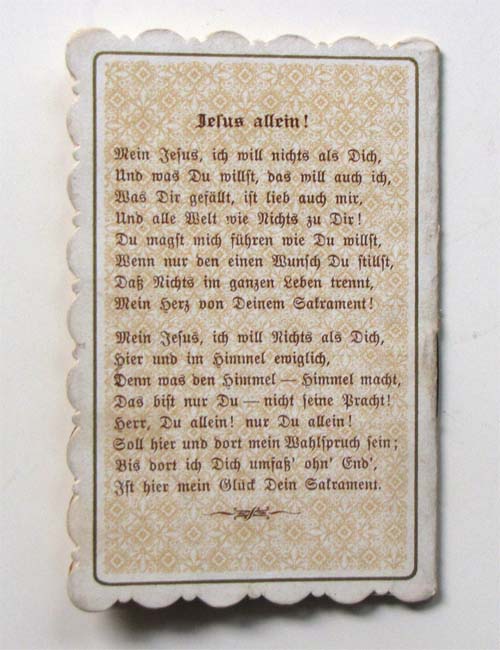 Jesus allein!
Mein Jesus, ich will nichts als Dich,
Und was Du willst, das will auch ich,
Was Dir gefällt, ist lieb auch mir,
Und alle Welt wie Nichts zu Dir!
Du magst mich führen wie Du willst,
Wenn nur den einen Wunsch Du stillst,
Daß Nichts im ganzen Leben trennt,
Mein Herz von Deinem Sakrament!
Mein Jesus, ich will Nichts als Dich,
Hier und im Himmel ewiglich,
Denn was den Himmel — Himmel macht,
Das bist nur Du — nicht seine Pracht!
Herr, Du allein! nur Du allein!
Soll hier und dort mein Wahlspruch sein;
Bis dort ich Dich umfaß' ohn' End',
Ist hier mein Glück Dein Sakrament.